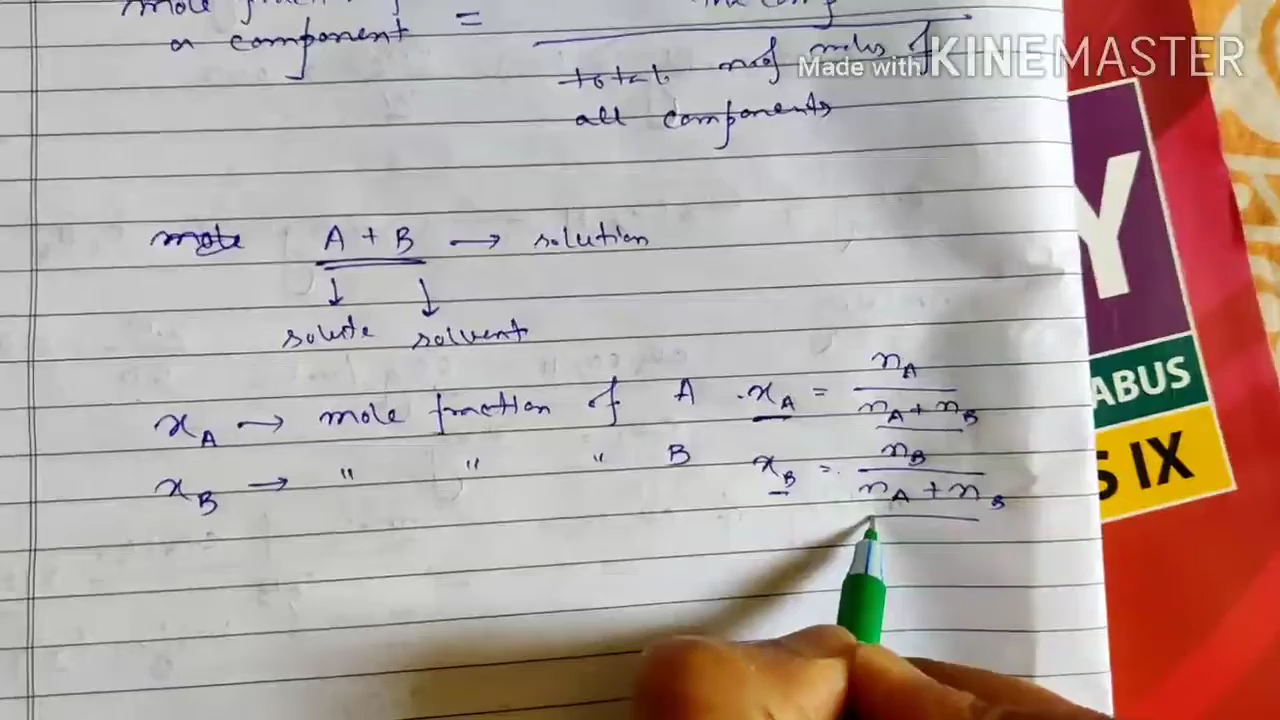 mole
a component =
total no of moles of
all components
Made with KINEMASTER
mole A + B → solution
↓ ↓
solute solvent
x_A → mole fraction of A . x_A = n_A / n_A + n_B
x_B → " " " B x_B = n_B / n_A + n_B
Y
ABUS
S IX